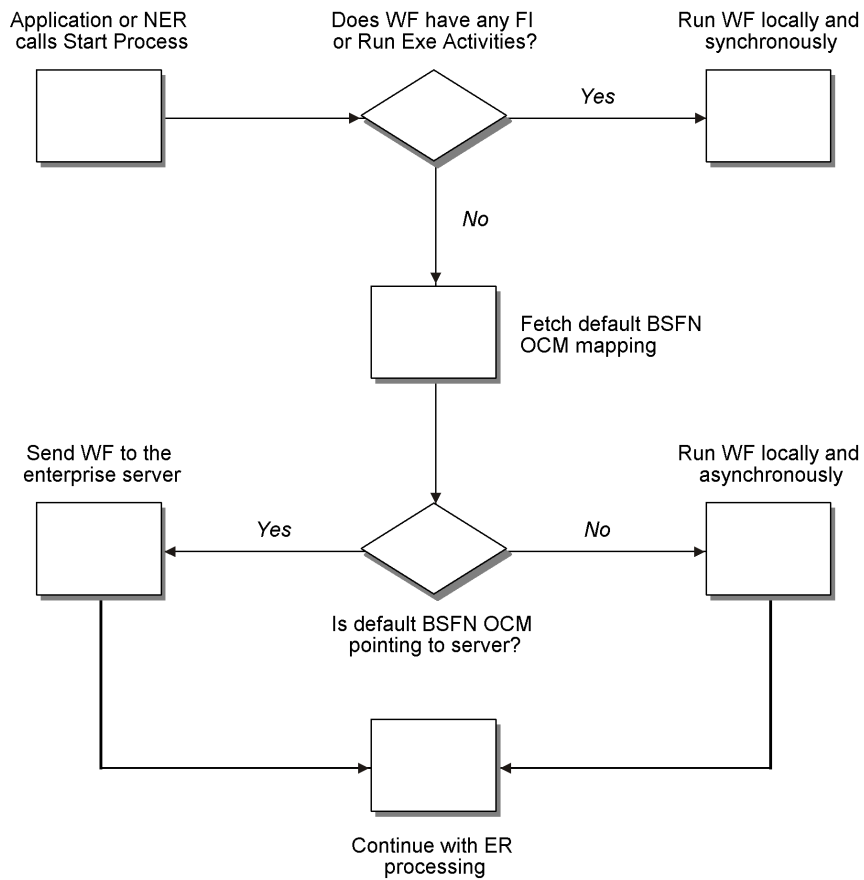 Application or NER
calls Start Process
Does WF have any FI
or Run Exe Activities?
Run WF locally and
synchronously
Yes
No
Fetch default BSFN
OCM mapping
Send WF to the
enterprise server
Run WF locally and
asynchronously
Yes
No
Is default BSFN OCM
pointing to server?
Continue with ER
processing